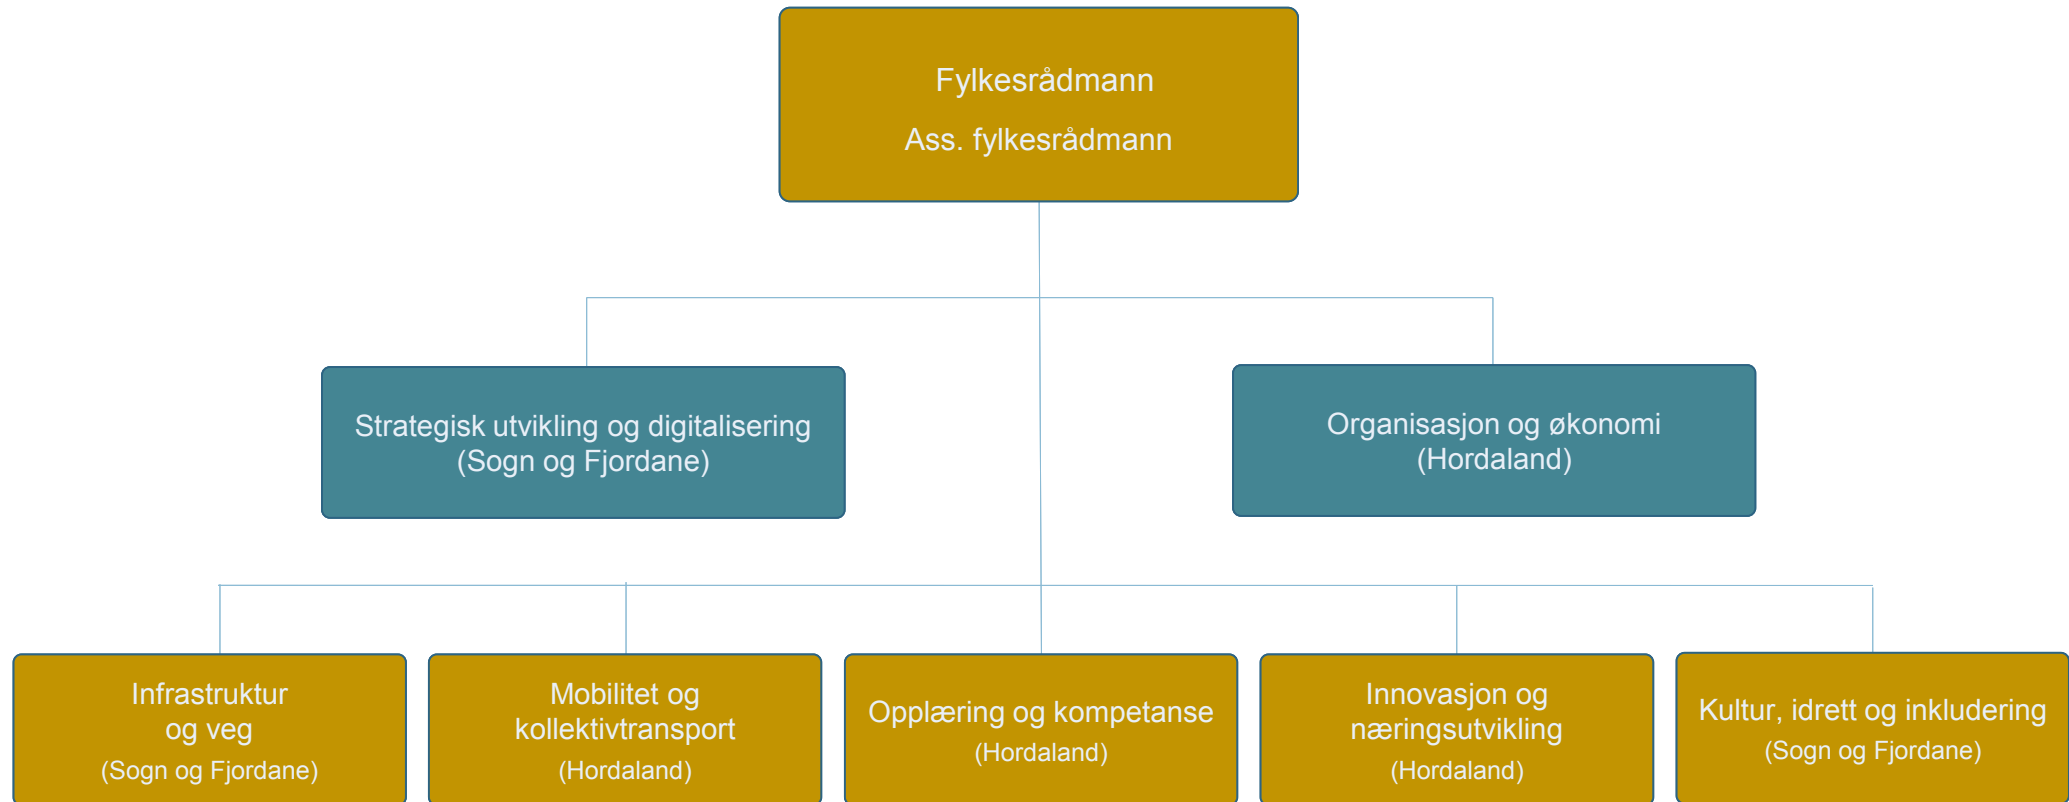 Fylkesrådmann
Ass. fylkesrådmann
Strategisk utvikling og digitalisering
(Sogn og Fjordane)
Organisasjon og økonomi
(Hordaland)
Infrastruktur
og veg
(Sogn og Fjordane)
Mobilitet og
kollektivtransport
(Hordaland)
Opplæring og kompetanse
(Hordaland)
Innovasjon og
næringsutvikling
(Hordaland)
Kultur, idrett og inkludering
(Sogn og Fjordane)